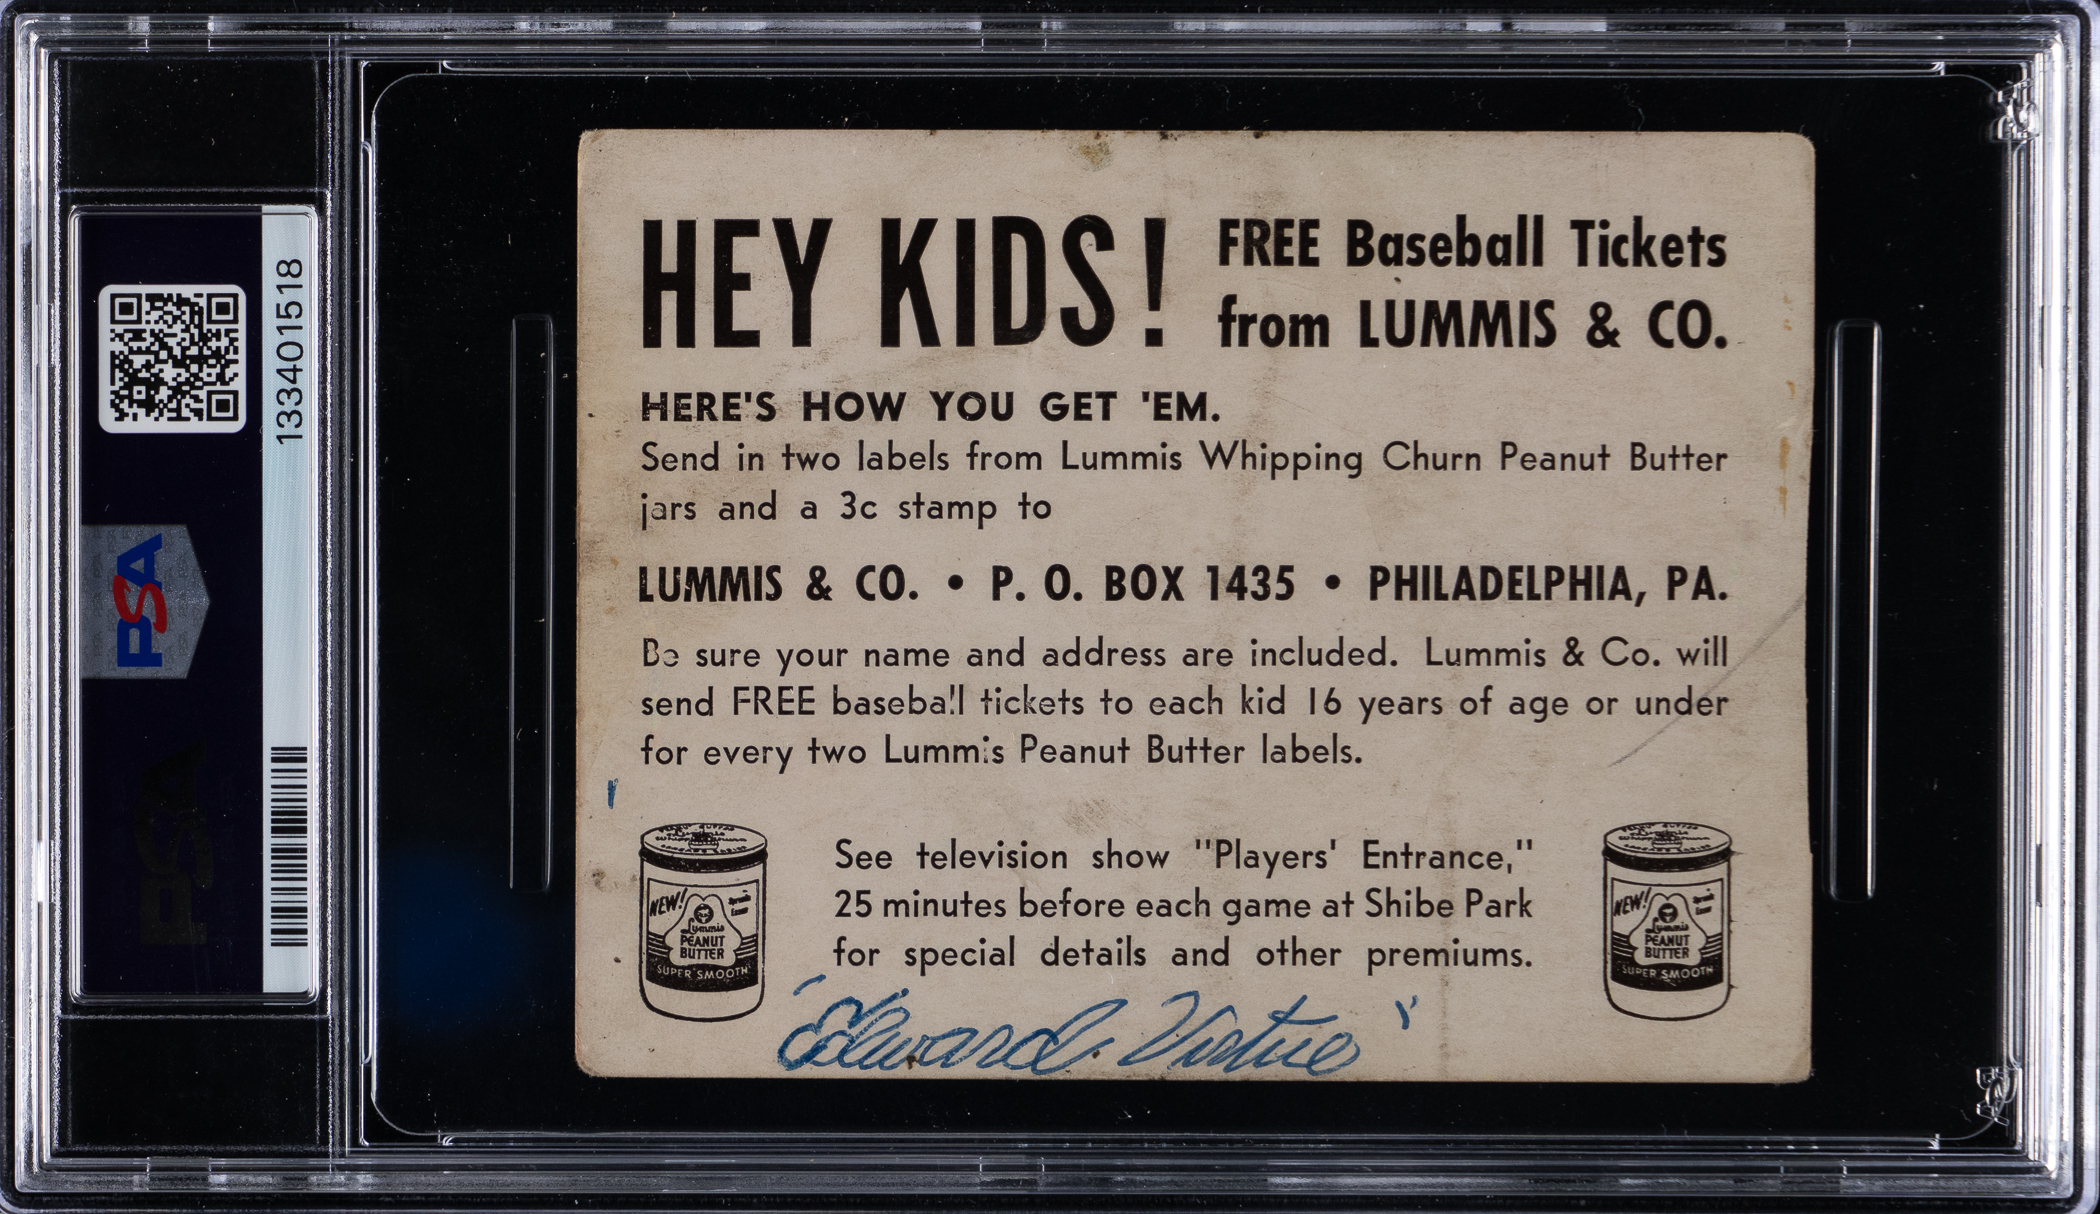 133401518
PSA
PSA
HEY KIDS!
FREE Baseball Tickets
from LUMMIS & CO.
HERE'S HOW YOU GET 'EM.
Send in two labels from Lummis Whipping Churn Peanut Butter
jars and a 3c stamp to
LUMMIS & CO. • P. O. BOX 1435 • PHILADELPHIA, PA.
Be sure your name and address are included. Lummis & Co. will
send FREE baseball tickets to each kid 16 years of age or under
for every two Lummis Peanut Butter labels.
See television show "Players' Entrance,"
25 minutes before each game at Shibe Park
for special details and other premiums.
NEW!
Lummis
PEANUT
BUTTER
SUPER SMOOTH
NEW!
Lummis
PEANUT
BUTTER
SUPER SMOOTH
Edward Virtue